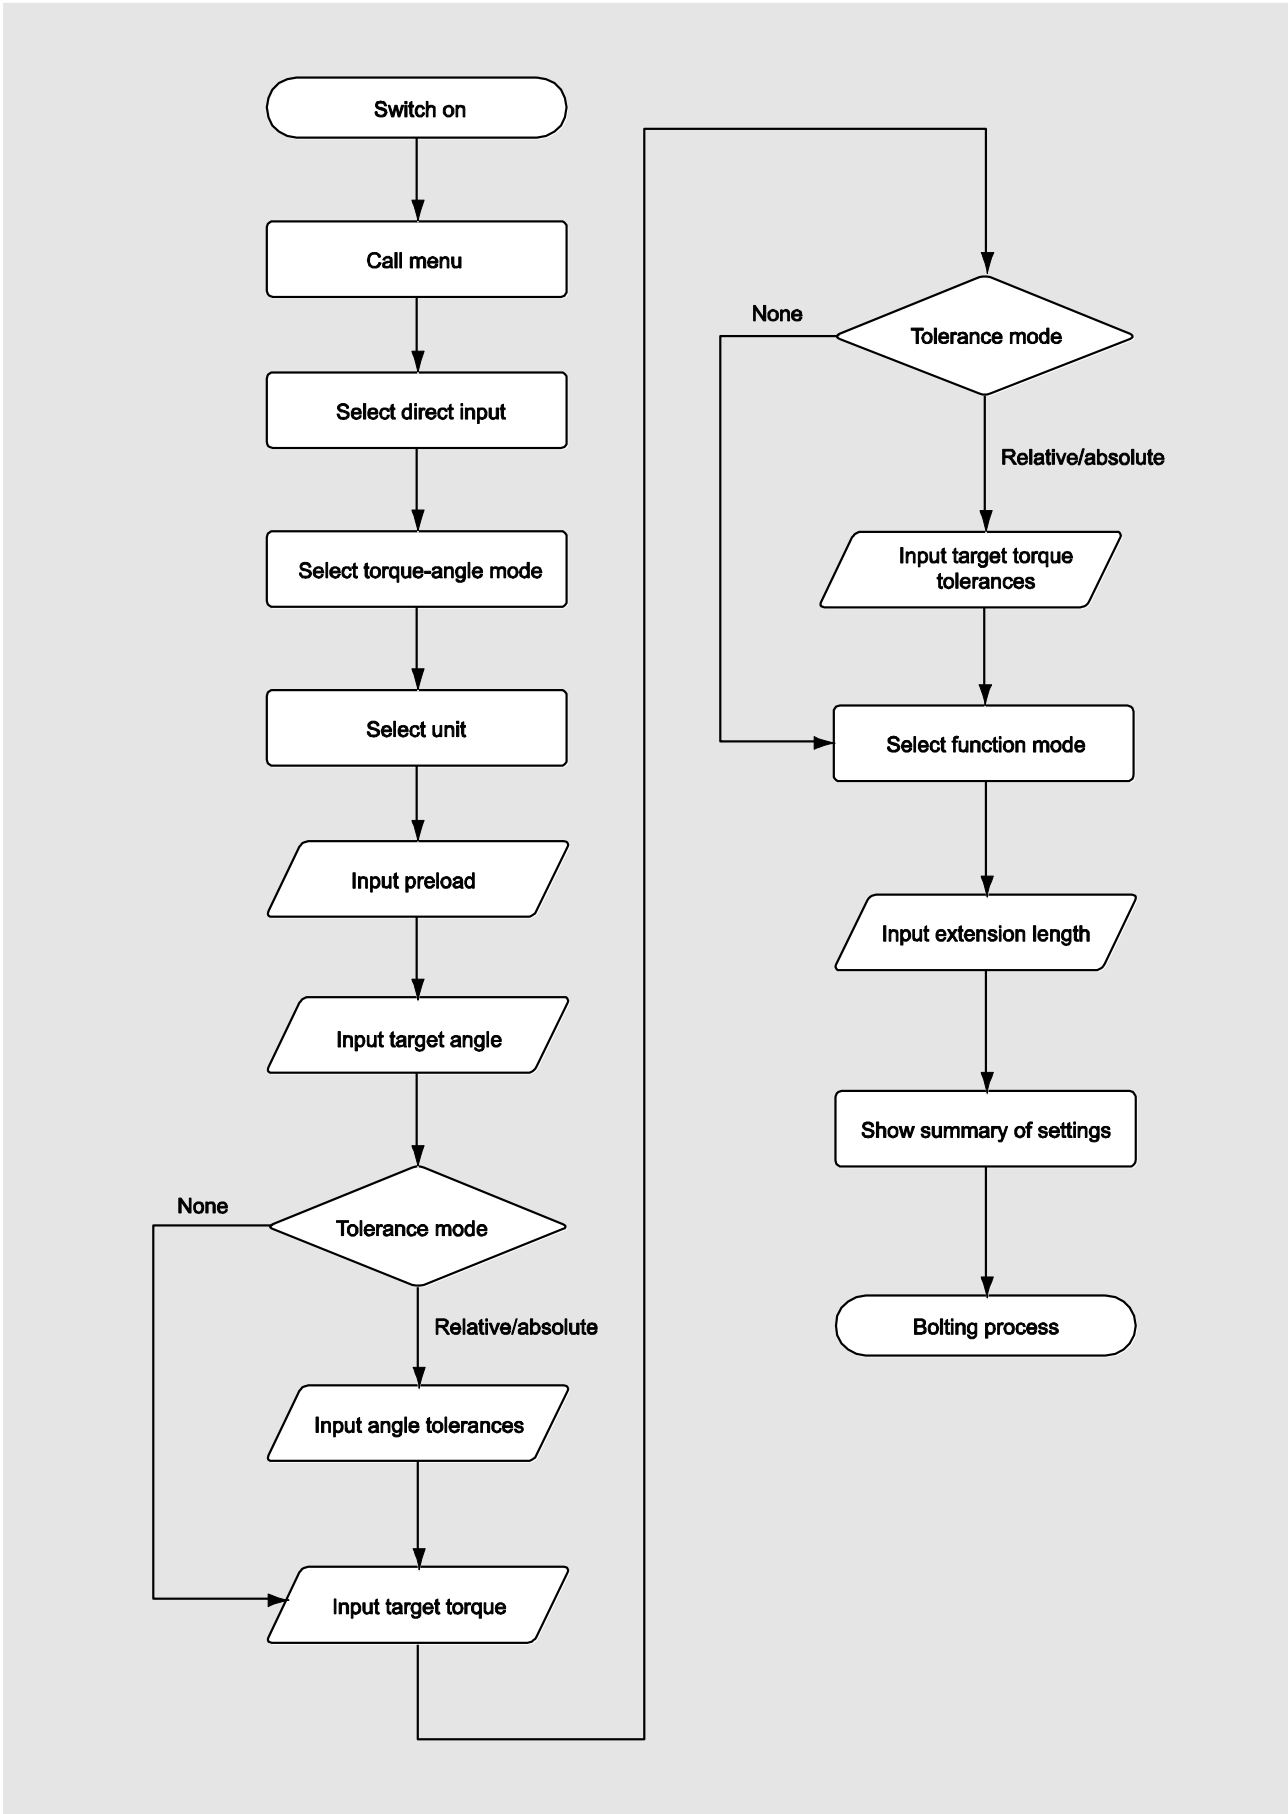 Switch on
Call menu
Select direct input
Select torque-angle mode
Select unit
Input preload
Input target angle
Tolerance mode
None
Relative/absolute
Input angle tolerances
Input target torque
Tolerance mode
None
Relative/absolute
Input target torque
tolerances
Select function mode
Input extension length
Show summary of settings
Bolting process